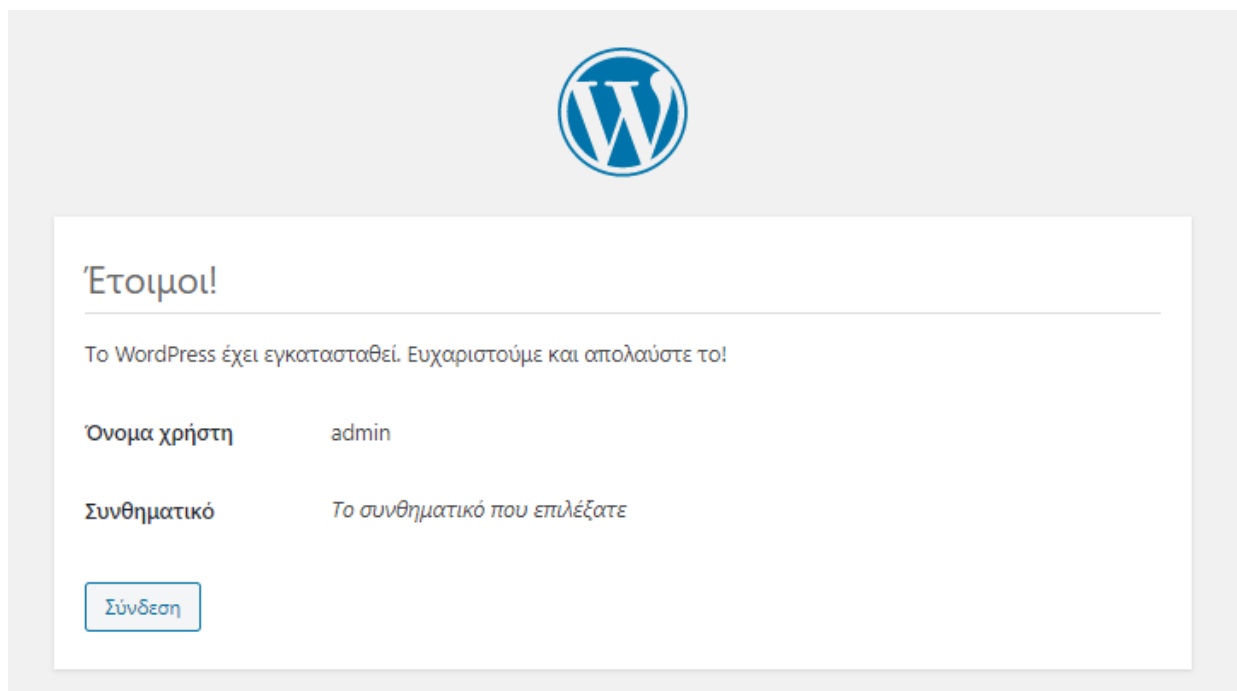 Έτοιμοι!
Το WordPress έχει εγκατασταθεί. Ευχαριστούμε και απολαύστε το!
Όνομα χρήστη admin
Συνθηματικό Το συνθηματικό που επιλέξατε
Σύνδεση